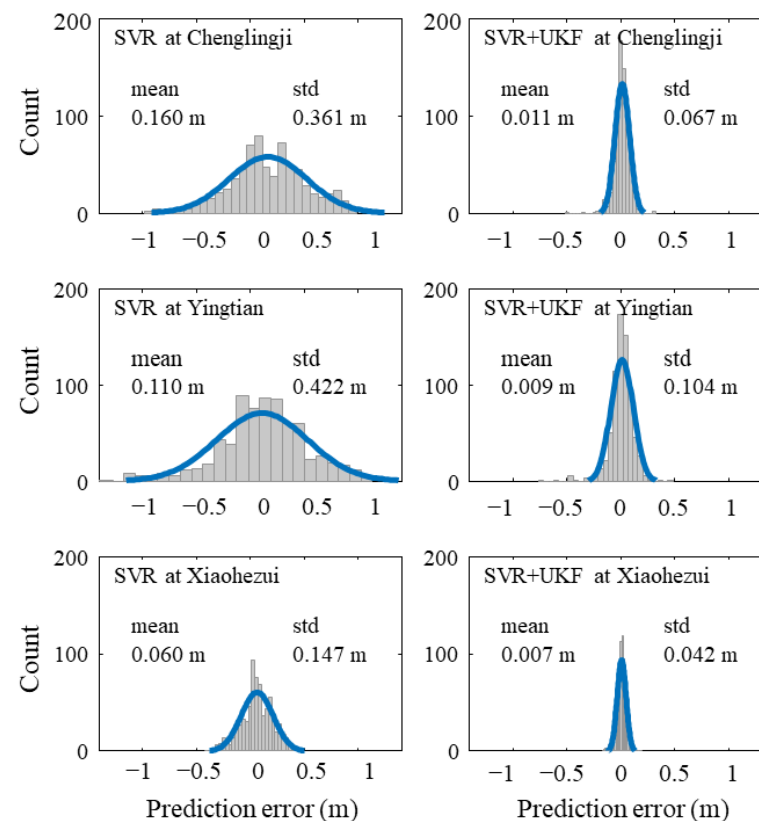 200
SVR at Chenglingji
mean std
0.160 m 0.361 m
Count
100
0
−1 −0.5 0 0.5 1
200
SVR+UKF at Chenglingji
mean std
0.011 m 0.067 m
100
0
−1 −0.5 0 0.5 1
200
SVR at Yingtian
mean std
0.110 m 0.422 m
Count
100
0
−1 −0.5 0 0.5 1
200
SVR+UKF at Yingtian
mean std
0.009 m 0.104 m
100
0
−1 −0.5 0 0.5 1
200
SVR at Xiaohezui
mean std
0.060 m 0.147 m
Count
100
0
−1 −0.5 0 0.5 1
Prediction error (m)
200
SVR+UKF at Xiaohezui
mean std
0.007 m 0.042 m
100
0
−1 −0.5 0 0.5 1
Prediction error (m)